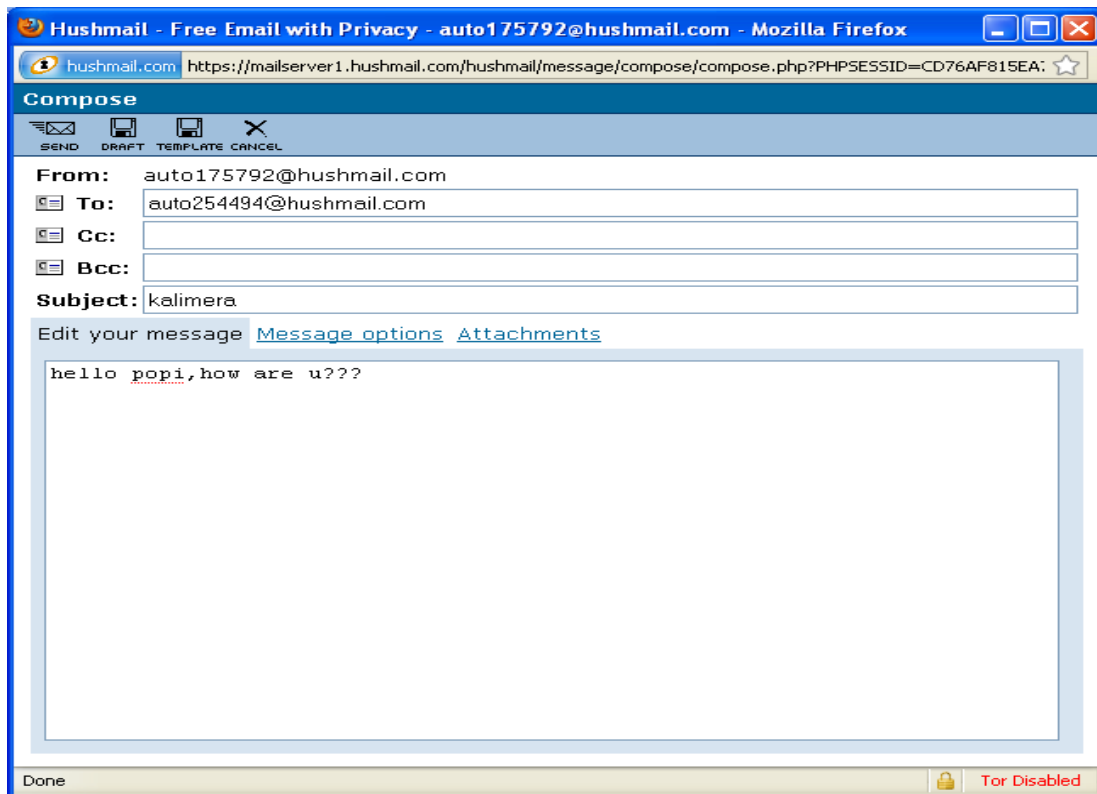 Hushmail - Free Email with Privacy - auto175792@hushmail.com - Mozilla Firefox
hushmail.com https://mailserver1.hushmail.com/hushmail/message/compose/compose.php?PHPSESSID=CD76AF815EA
Compose
SEND DRAFT TEMPLATE CANCEL
From: auto175792@hushmail.com
To: auto254494@hushmail.com
Cc:
Bcc:
Subject: kalimera
Edit your message Message options Attachments
hello popi,how are u???
Done Tor Disabled